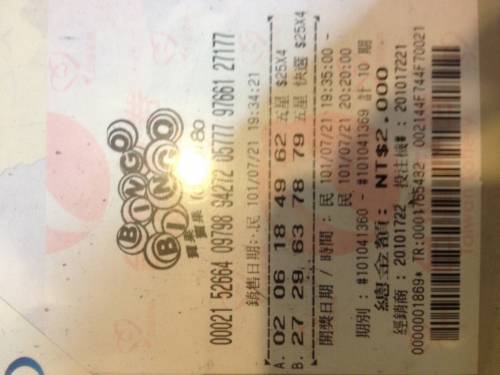 BINGO
BINGO
賓果
賓果
00021 52664 09798 94272 05777 97661 27177
銷售日期:民 101/07/21 19:34:21
A. 02 06 18 49 62 五星 $25X4
B. 27 29 63 78 79 五星 快選 $25X4
開獎日期 / 時間 : 民 101/07/21 19:35:00 -
民 101/07/21 20:20:00
期別 : #101041360 - #101041369 計 10 期
總金額: NT$2,000
經銷商 : 20101722 投注機#: 201017221
0000001869* TR:0001765432 002144F744F70021